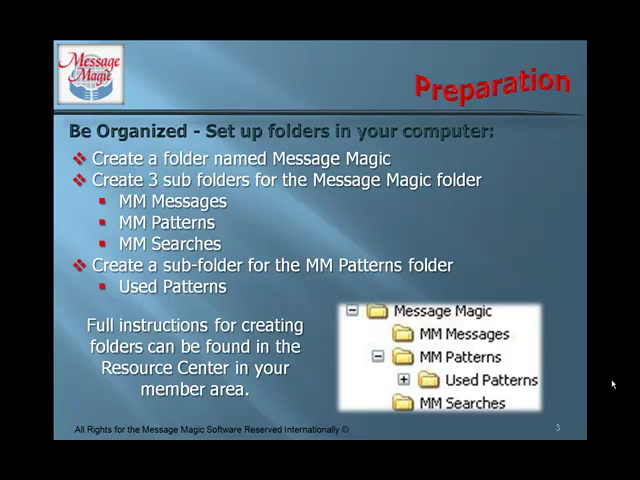 Message
Magic
Preparation
Be Organized - Set up folders in your computer:
Create a folder named Message Magic
Create 3 sub folders for the Message Magic folder
MM Messages
MM Patterns
MM Searches
Create a sub-folder for the MM Patterns folder
Used Patterns
Full instructions for creating
folders can be found in the
Resource Center in your
member area.
Message Magic
MM Messages
MM Patterns
Used Patterns
MM Searches
All Rights for the Message Magic Software Reserved Internationally ©
3